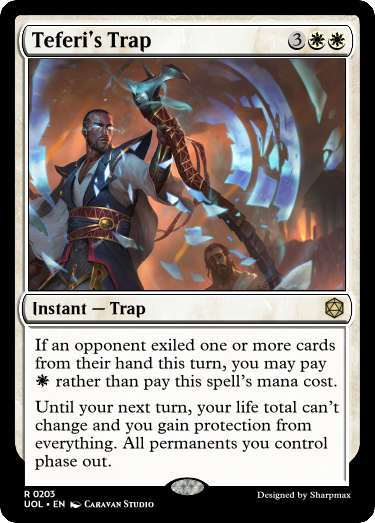 Teferi's Trap 3
Instant — Trap
If an opponent exiled one or more cards
from their hand this turn, you may pay
rather than pay this spell's mana cost.
Until your next turn, your life total can't
change and you gain protection from
everything. All permanents you control
phase out.
R 0203
UOL • EN Caravan Studio
Designed by Sharpmax